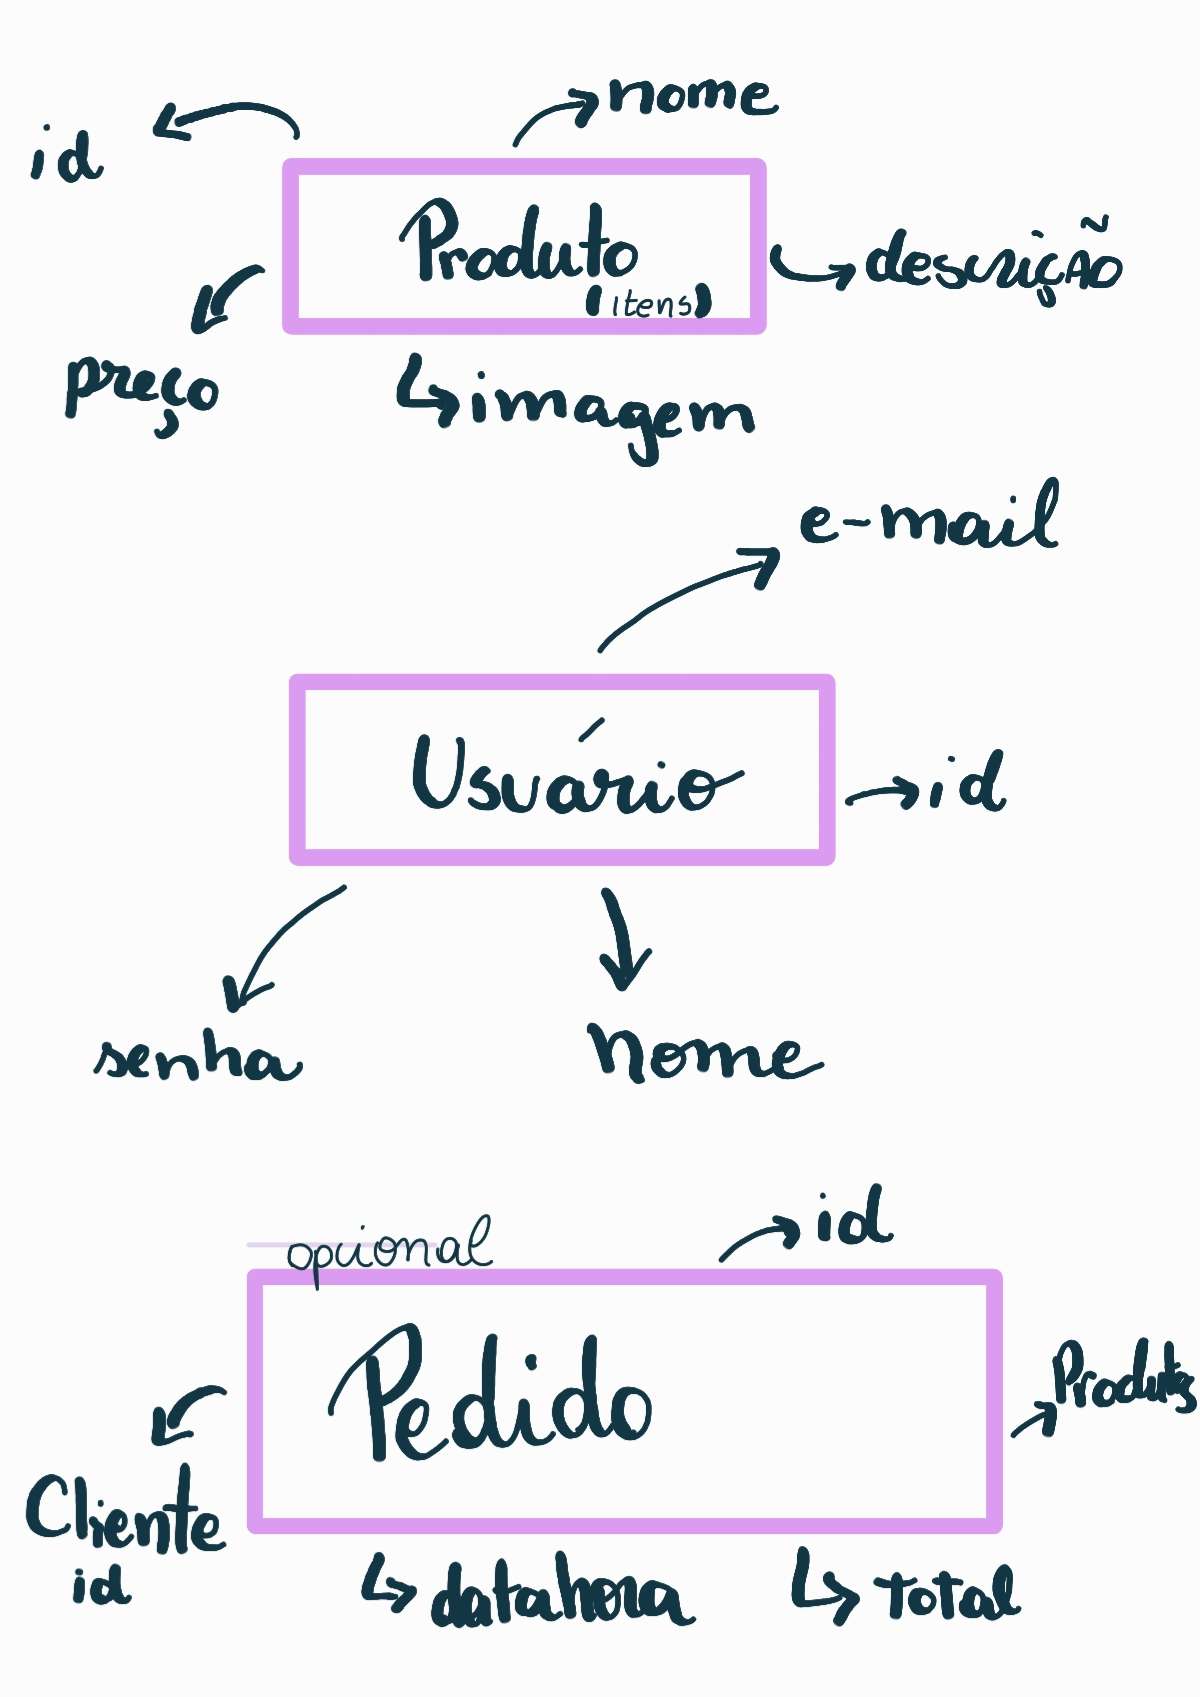 nome
id
Produto
(itens)
descrição
preço
imagem
e-mail
Usuário
id
senha
nome
id
opcional
Pedido
Produtos
Cliente
id
datahora
total